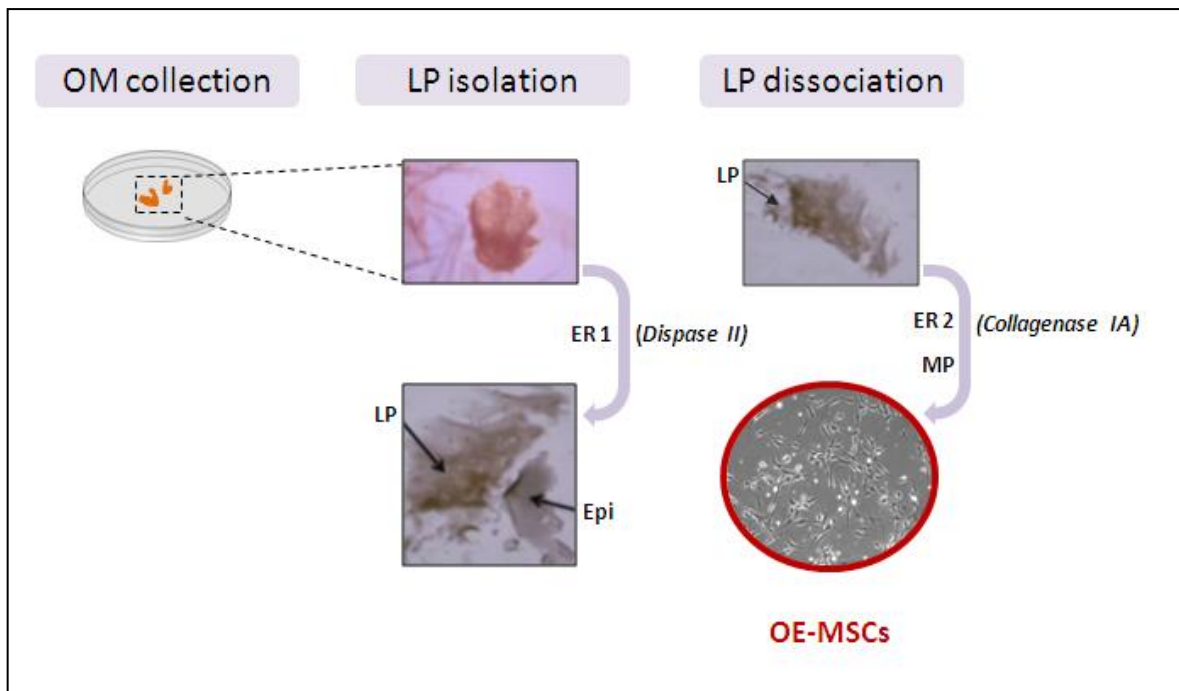 OM collection
LP isolation
LP dissociation
LP
ER 1 (Dispase II)
ER 2 (Collagenase IA)
MP
LP
Epi
OE-MSCs